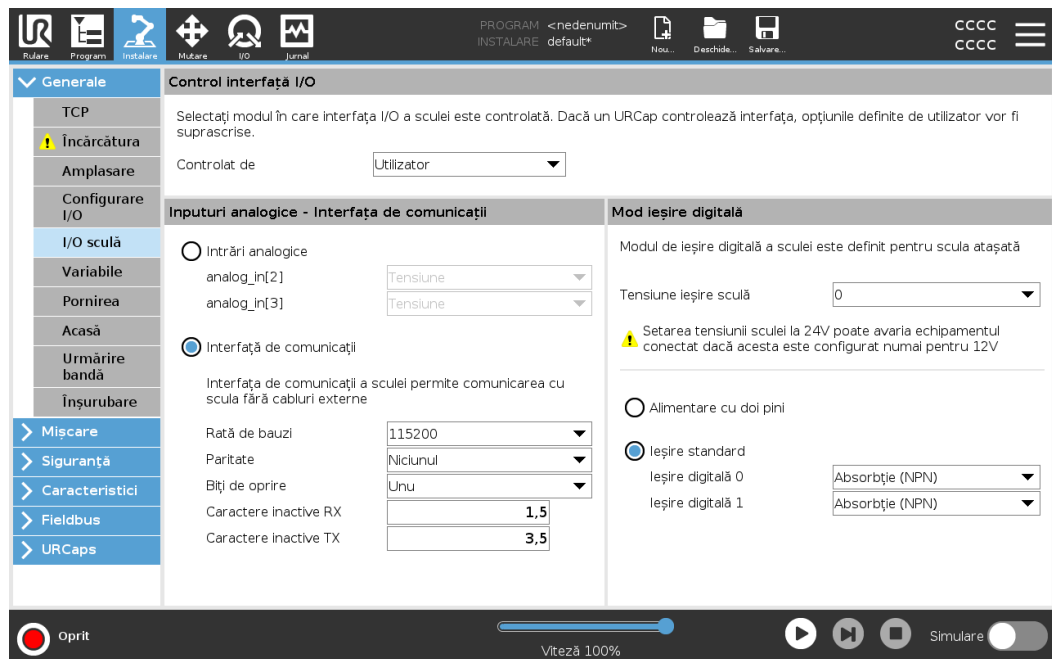 Rulare
Program
Instalare
Mutare
I/O
Jurnal
PROGRAM <nedenumit>
INSTALARE default*
Nou...
Deschide...
Salvare...
CCCC
CCCC
Generale
TCP
Încărcătura
Amplasare
Configurare
I/O
I/O sculă
Variabile
Pornirea
Acasă
Urmărire
bandă
Înșurubare
Mișcare
Siguranță
Caracteristici
Fieldbus
URCaps
Control interfață I/O
Selectați modul în care interfața I/O a sculei este controlată. Dacă un URCap controlează interfața, opțiunile definite de utilizator vor fi
suprascrise.
Controlat de Utilizator
Inputuri analogice - Interfața de comunicații
Intrări analogice
analog_in[2] Tensiune
analog_in[3] Tensiune
Interfață de comunicații
Interfața de comunicații a sculei permite comunicarea cu
scula fără cabluri externe
Rată de bauzi 115200
Paritate Niciunul
Biți de oprire Unu
Caractere inactive RX 1,5
Caractere inactive TX 3,5
Mod ieșire digitală
Modul de ieșire digitală a sculei este definit pentru scula atașată
Tensiune ieșire sculă 0
Setarea tensiunii sculei la 24V poate avaria echipamentul
conectat dacă acesta este configurat numai pentru 12V
Alimentare cu doi pini
Ieșire standard
Ieșire digitală 0 Absorbție (NPN)
Ieșire digitală 1 Absorbție (NPN)
Oprit
Viteză 100%
Simulare